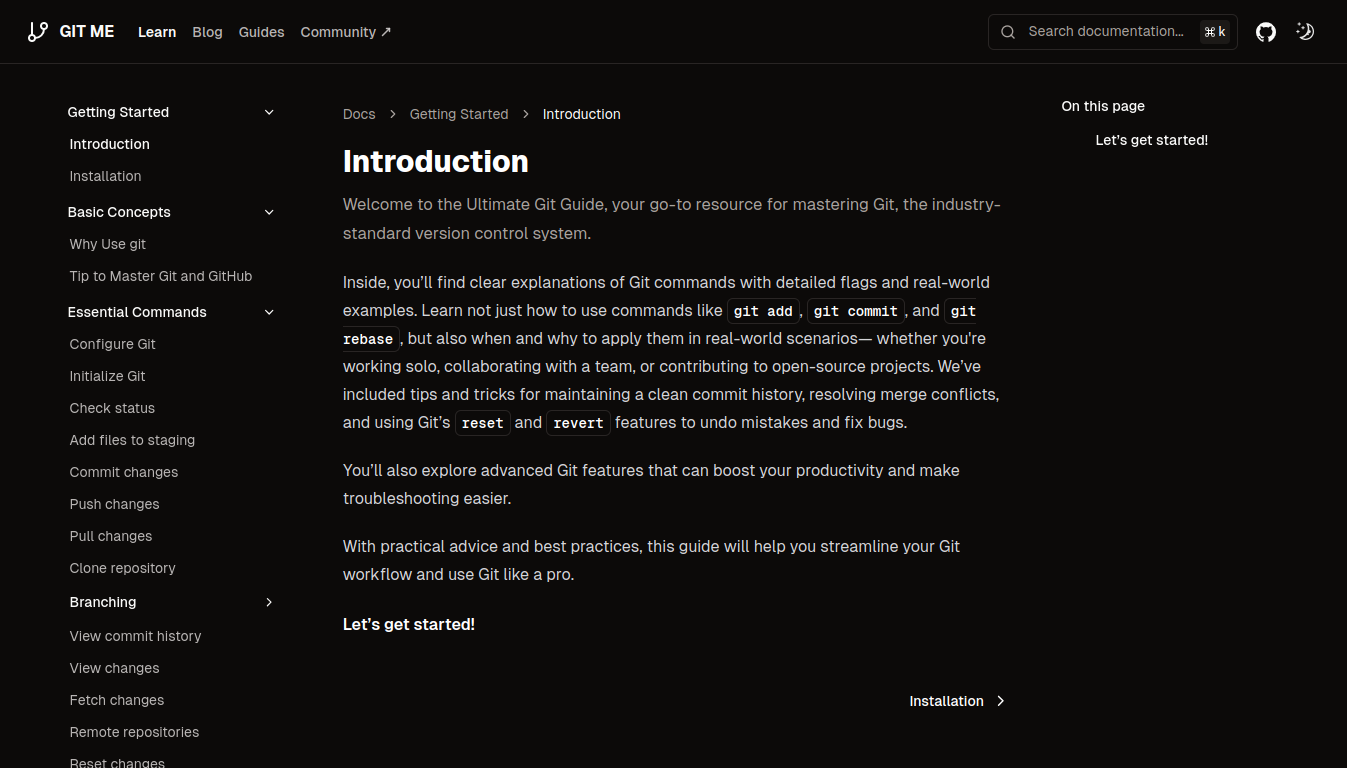 GIT ME Learn Blog Guides Community ↗ Search documentation... ⌘ k
Getting Started
Introduction
Installation
Basic Concepts
Why Use git
Tip to Master Git and GitHub
Essential Commands
Configure Git
Initialize Git
Check status
Add files to staging
Commit changes
Push changes
Pull changes
Clone repository
Branching
View commit history
View changes
Fetch changes
Remote repositories
Reset changes
Docs > Getting Started > Introduction
Introduction
Welcome to the Ultimate Git Guide, your go-to resource for mastering Git, the industry-
standard version control system.
Inside, you’ll find clear explanations of Git commands with detailed flags and real-world
examples. Learn not just how to use commands like git add, git commit, and git
rebase, but also when and why to apply them in real-world scenarios— whether you're
working solo, collaborating with a team, or contributing to open-source projects. We’ve
included tips and tricks for maintaining a clean commit history, resolving merge conflicts,
and using Git’s reset and revert features to undo mistakes and fix bugs.
You’ll also explore advanced Git features that can boost your productivity and make
troubleshooting easier.
With practical advice and best practices, this guide will help you streamline your Git
workflow and use Git like a pro.
Let’s get started!
Installation
On this page
Let’s get started!